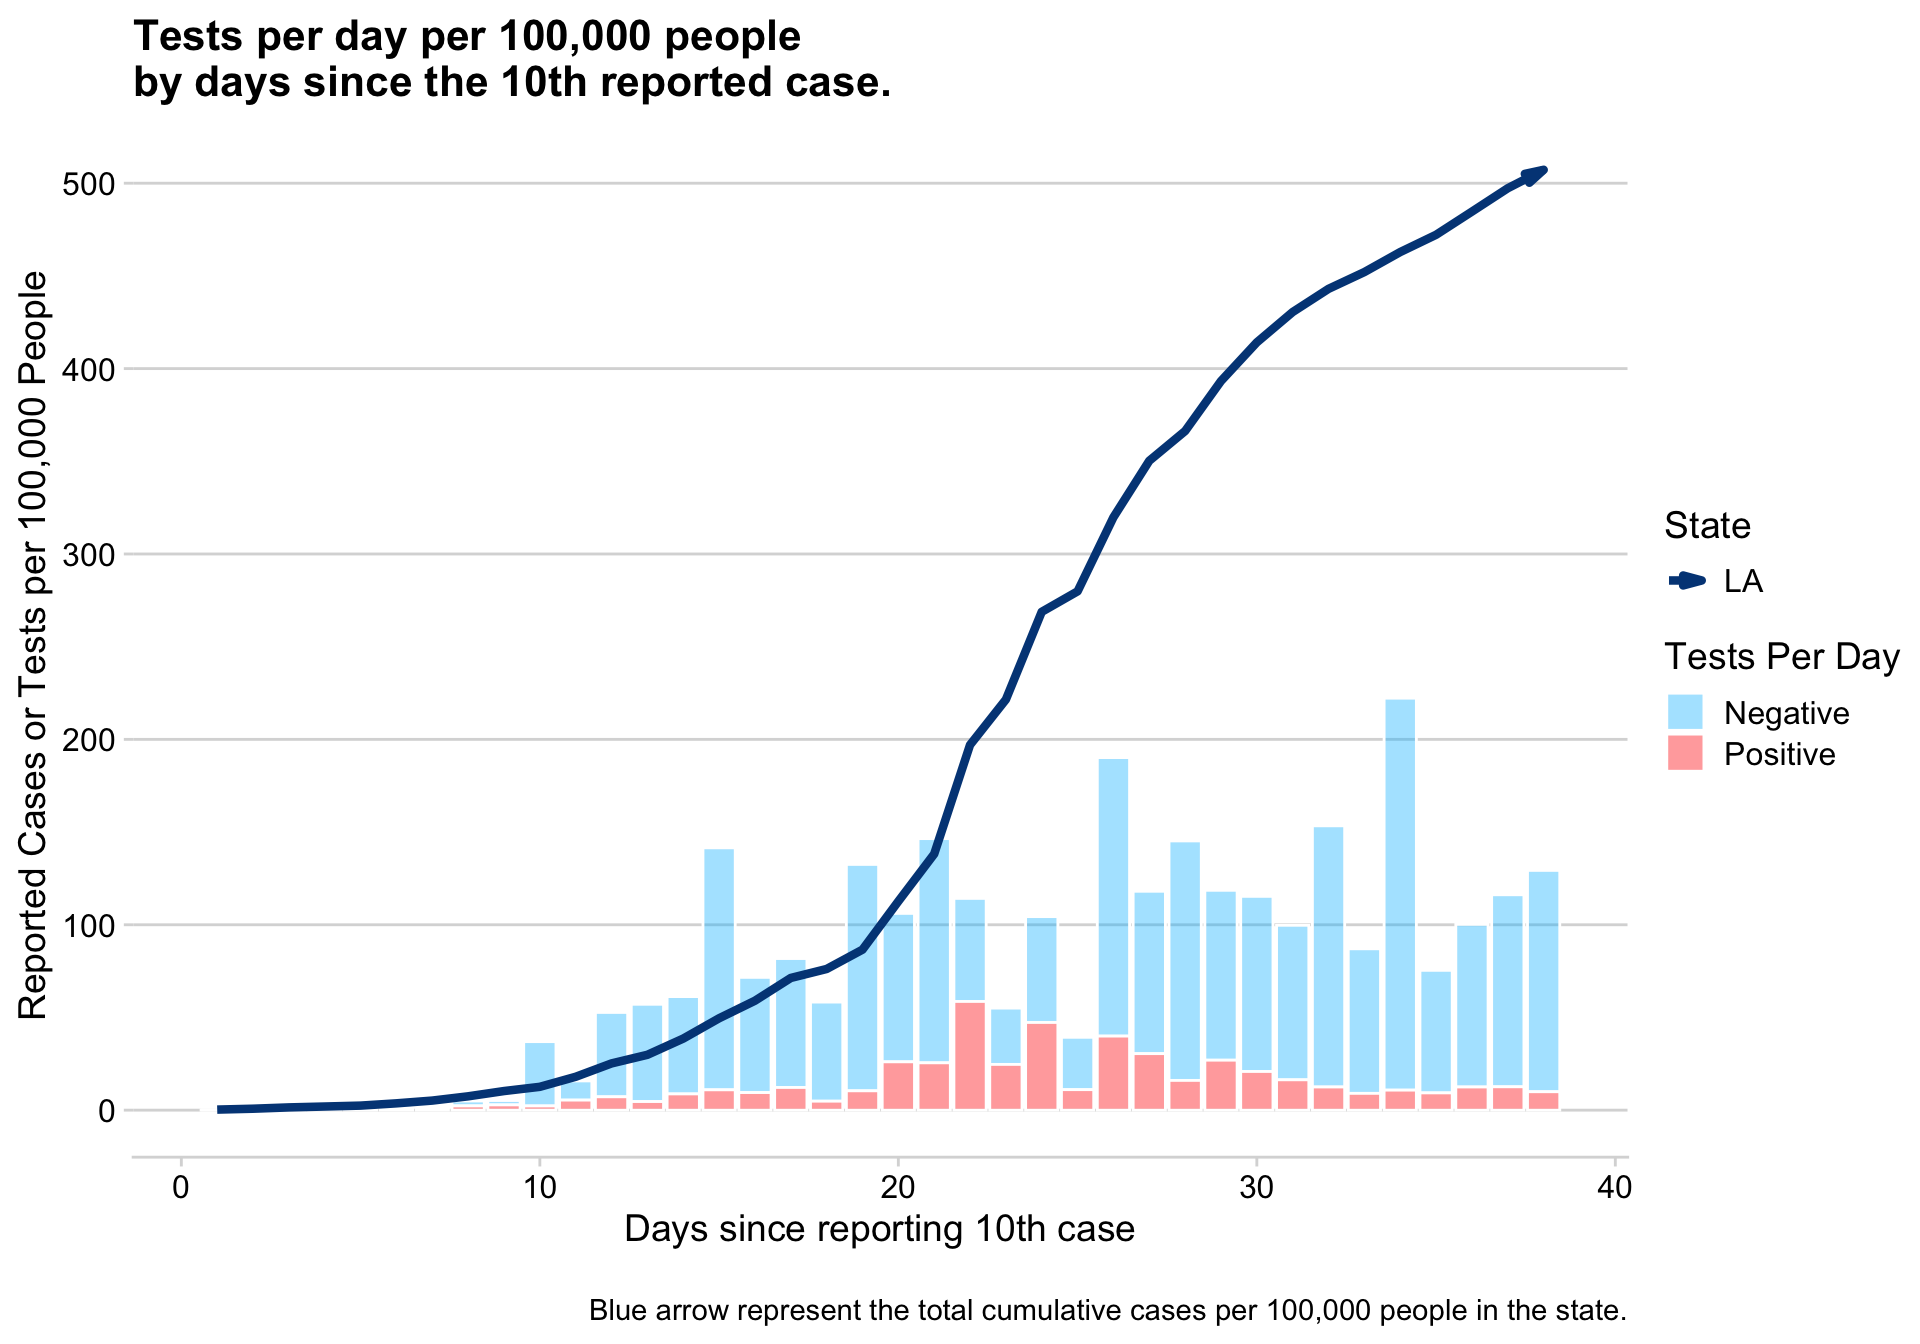 Tests per day per 100,000 people
by days since the 10th reported case.
Reported Cases or Tests per 100,000 People
500
400
300
200
100
0
0
10
20
30
40
Days since reporting 10th case
State
LA
Tests Per Day
Negative
Positive
Blue arrow represent the total cumulative cases per 100,000 people in the state.